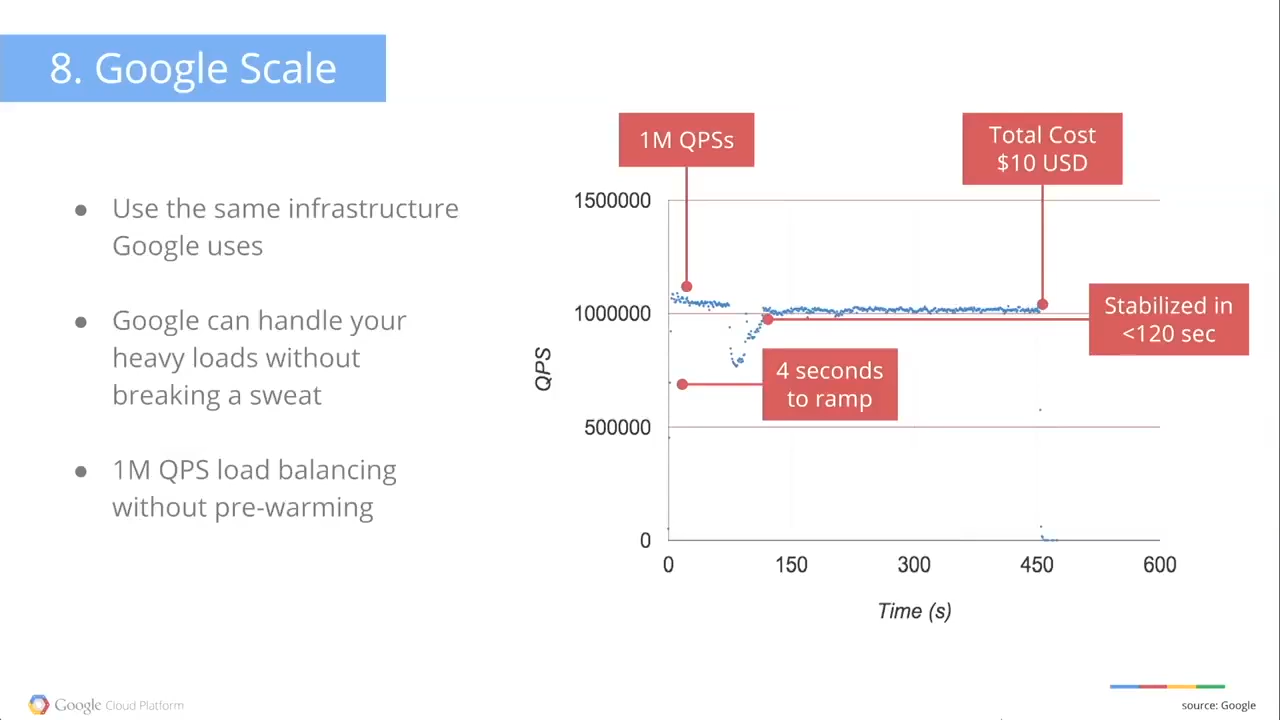 8. Google Scale
● Use the same infrastructure
Google uses
● Google can handle your
heavy loads without
breaking a sweat
● 1M QPS load balancing
without pre-warming
1M QPSs
Total Cost
$10 USD
Stabilized in
<120 sec
4 seconds
to ramp
1500000
1000000
500000
0
QPS
0 150 300 450 600
Time (s)
Google Cloud Platform
source: Google